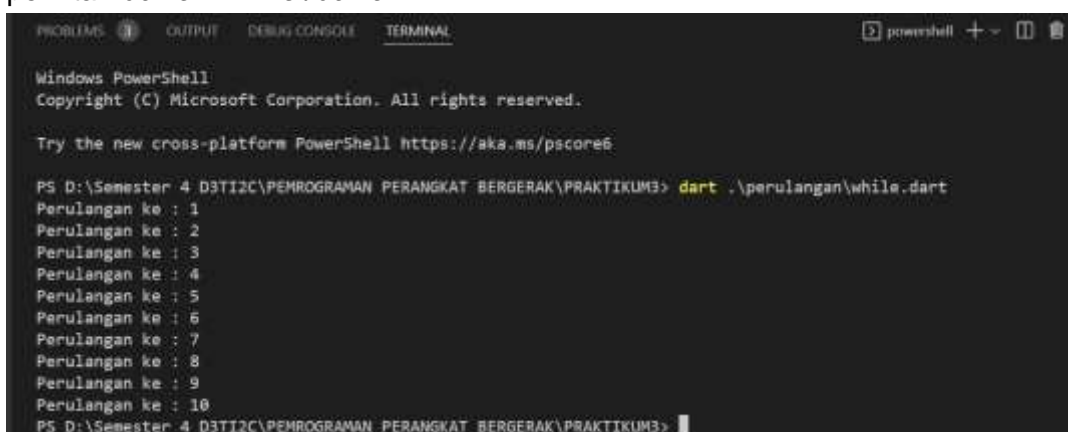 PROBLEMS 3 OUTPUT DEBUG CONSOLE TERMINAL powershell
Windows PowerShell
Copyright (C) Microsoft Corporation. All rights reserved.
Try the new cross-platform PowerShell https://aka.ms/pscore6
PS D:\Semester 4 D3TI2C\PEMROGRAMAN PERANGKAT BERGERAK\PRAKTIKUM3> dart .\perulangan\while.dart
Perulangan ke : 1
Perulangan ke : 2
Perulangan ke : 3
Perulangan ke : 4
Perulangan ke : 5
Perulangan ke : 6
Perulangan ke : 7
Perulangan ke : 8
Perulangan ke : 9
Perulangan ke : 10
PS D:\Semester 4 D3TI2C\PEMROGRAMAN PERANGKAT BERGERAK\PRAKTIKUM3>